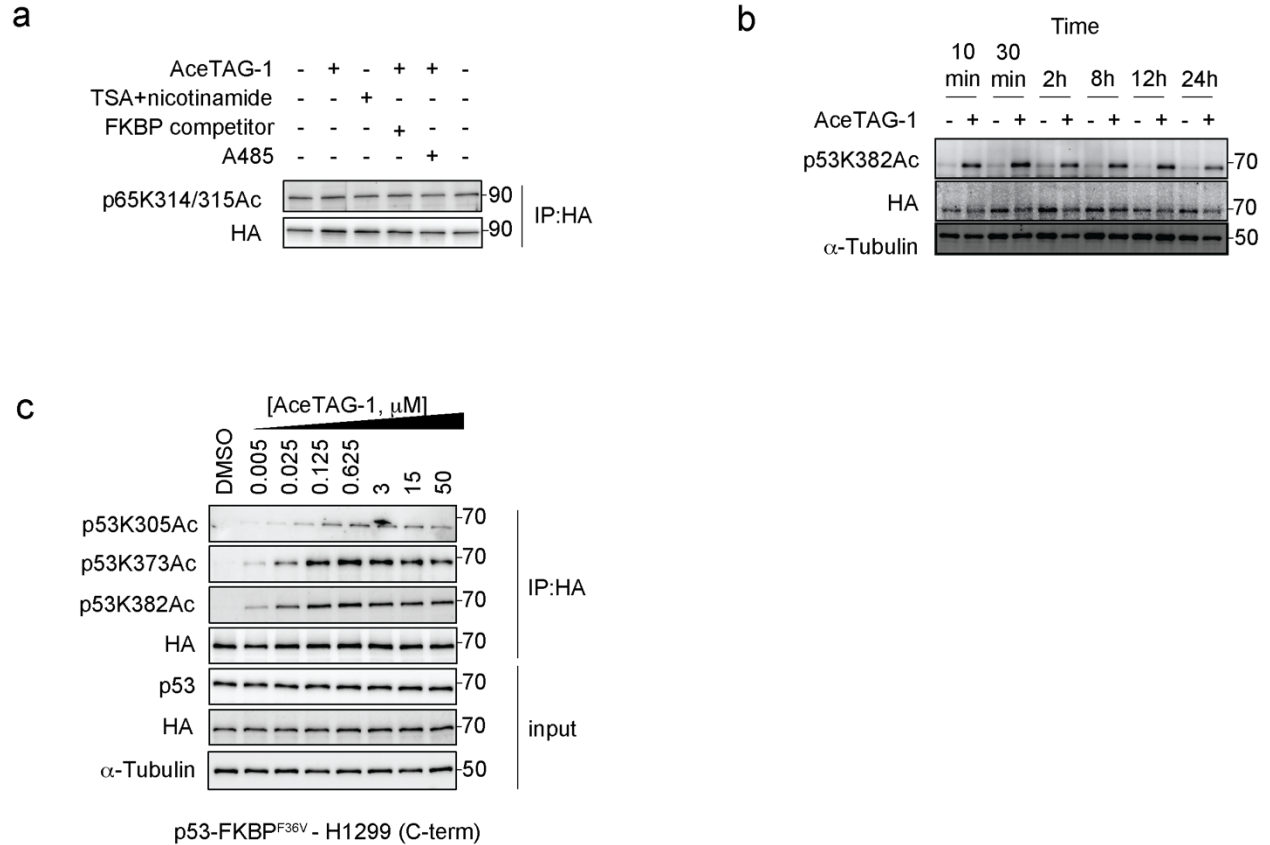 a
AceTAG-1 - + - + + -
TSA+nicotinamide - - + - - -
FKBP competitor - - - + - -
A485 - - - - + -
p65K314/315Ac 90
HA 90
IP:HA
b
Time
10 min 30 min 2h 8h 12h 24h
AceTAG-1 - + - + - + - + - + - +
p53K382Ac 70
HA 70
α-Tubulin 50
c
[AceTAG-1, μM]
DMSO 0.005 0.025 0.125 0.625 3 15 50
p53K305Ac 70
p53K373Ac 70
p53K382Ac 70
HA 70
IP:HA
p53 70
HA 70
α-Tubulin 50
input
p53-FKBPF36V - H1299 (C-term)